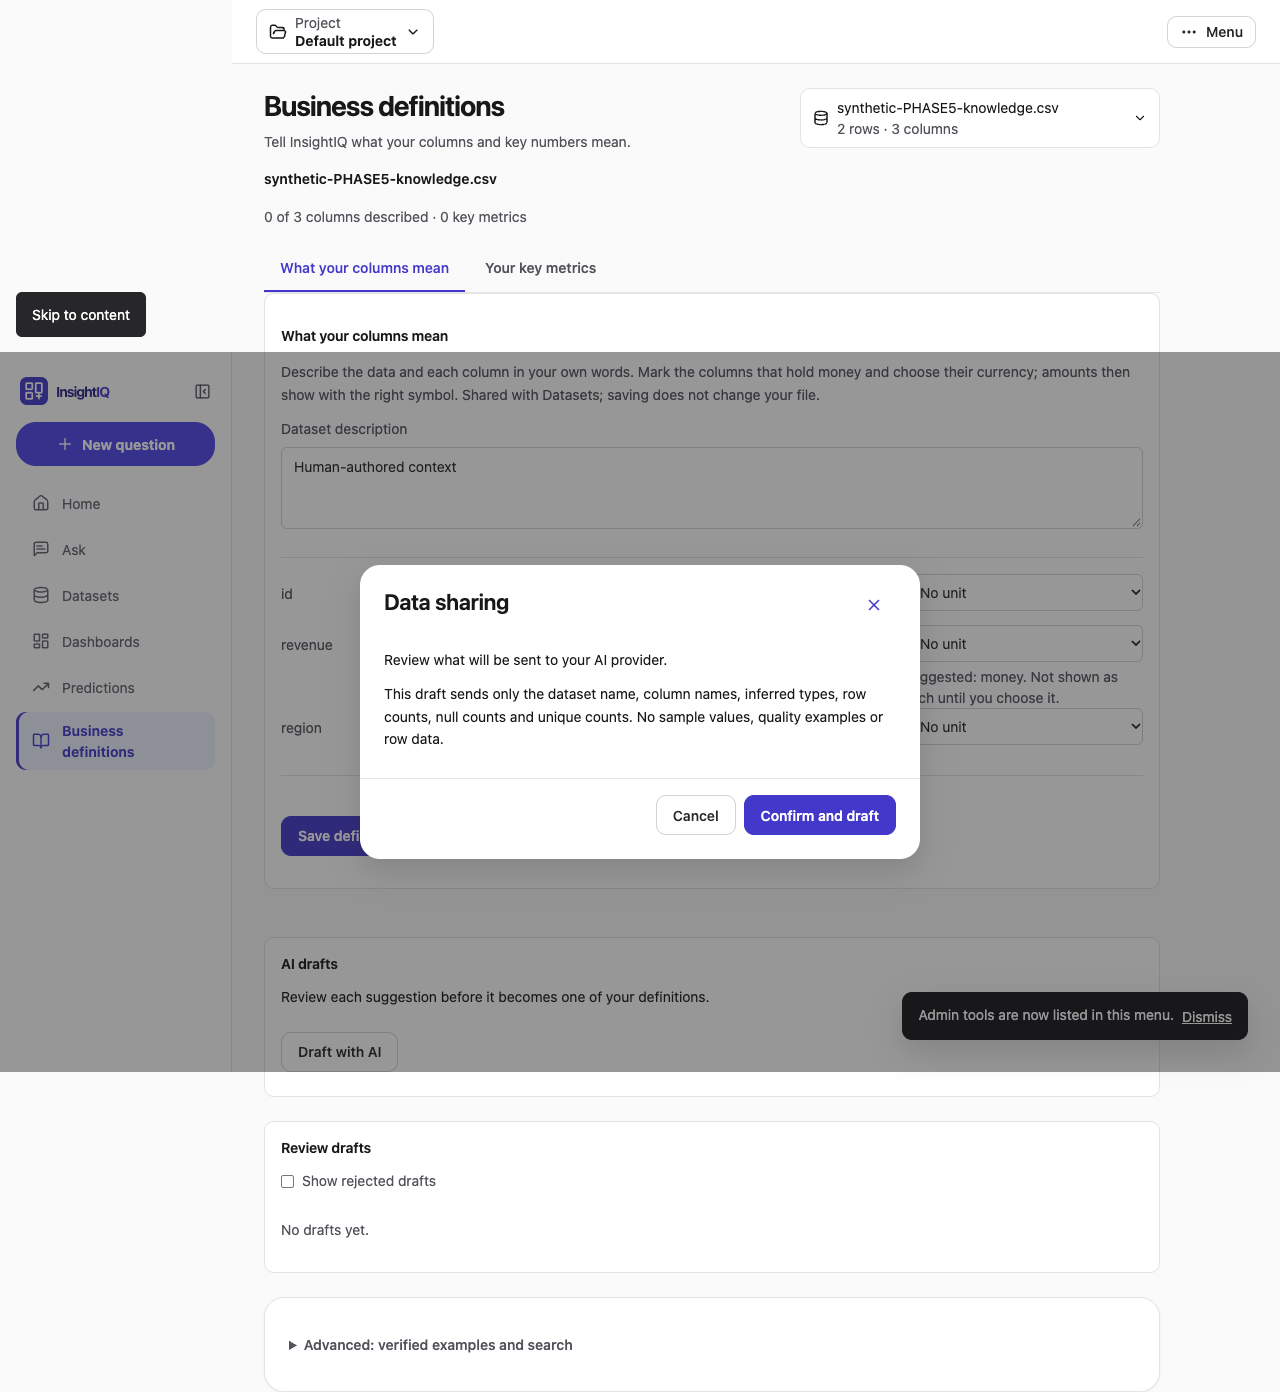 Project
Default project
Menu
Business definitions
Tell InsightIQ what your columns and key numbers mean.
synthetic-PHASE5-knowledge.csv
2 rows · 3 columns
synthetic-PHASE5-knowledge.csv
0 of 3 columns described · 0 key metrics
What your columns mean
Your key metrics
Skip to content
What your columns mean
Describe the data and each column in your own words. Mark the columns that hold money and choose their currency; amounts then
show with the right symbol. Shared with Datasets; saving does not change your file.
Dataset description
Human-authored context
InsightIQ
New question
Home
Ask
Datasets
Dashboards
Predictions
Business
definitions
id
No unit
revenue
No unit
ggested: money. Not shown as
ch until you choose it.
region
No unit
Save defi
Data sharing
Review what will be sent to your AI provider.
This draft sends only the dataset name, column names, inferred types, row
counts, null counts and unique counts. No sample values, quality examples or
row data.
Cancel
Confirm and draft
AI drafts
Review each suggestion before it becomes one of your definitions.
Draft with AI
Admin tools are now listed in this menu. Dismiss
Review drafts
Show rejected drafts
No drafts yet.
Advanced: verified examples and search